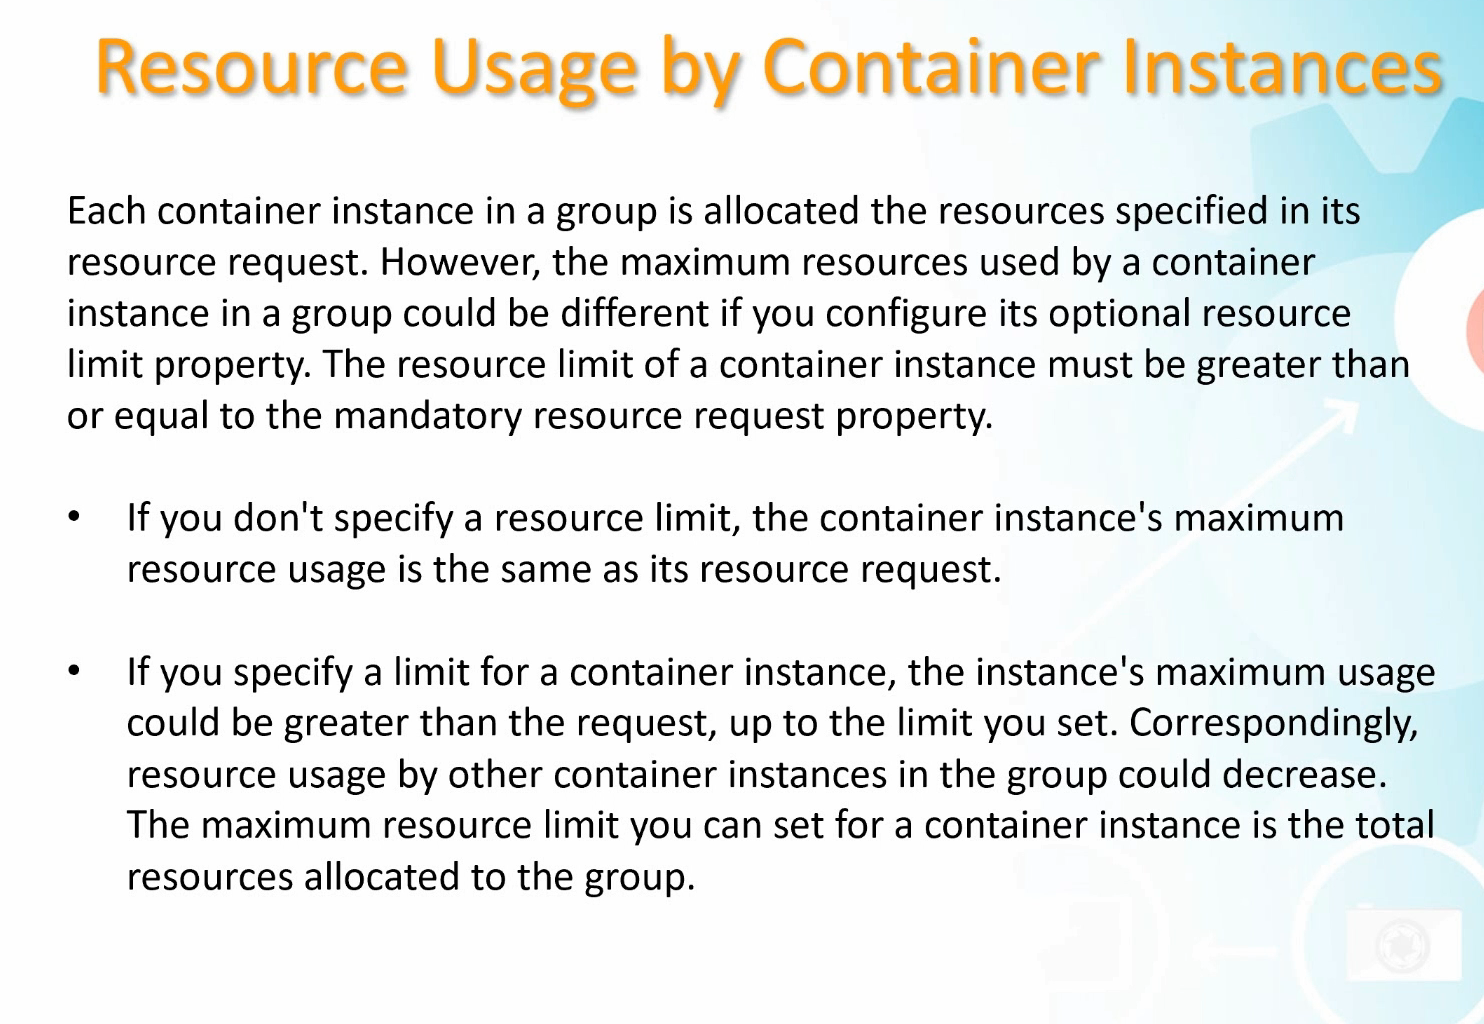 Resource Usage by Container Instances
Each container instance in a group is allocated the resources specified in its
resource request. However, the maximum resources used by a container
instance in a group could be different if you configure its optional resource
limit property. The resource limit of a container instance must be greater than
or equal to the mandatory resource request property.
• If you don't specify a resource limit, the container instance's maximum
resource usage is the same as its resource request.
• If you specify a limit for a container instance, the instance's maximum usage
could be greater than the request, up to the limit you set. Correspondingly,
resource usage by other container instances in the group could decrease.
The maximum resource limit you can set for a container instance is the total
resources allocated to the group.